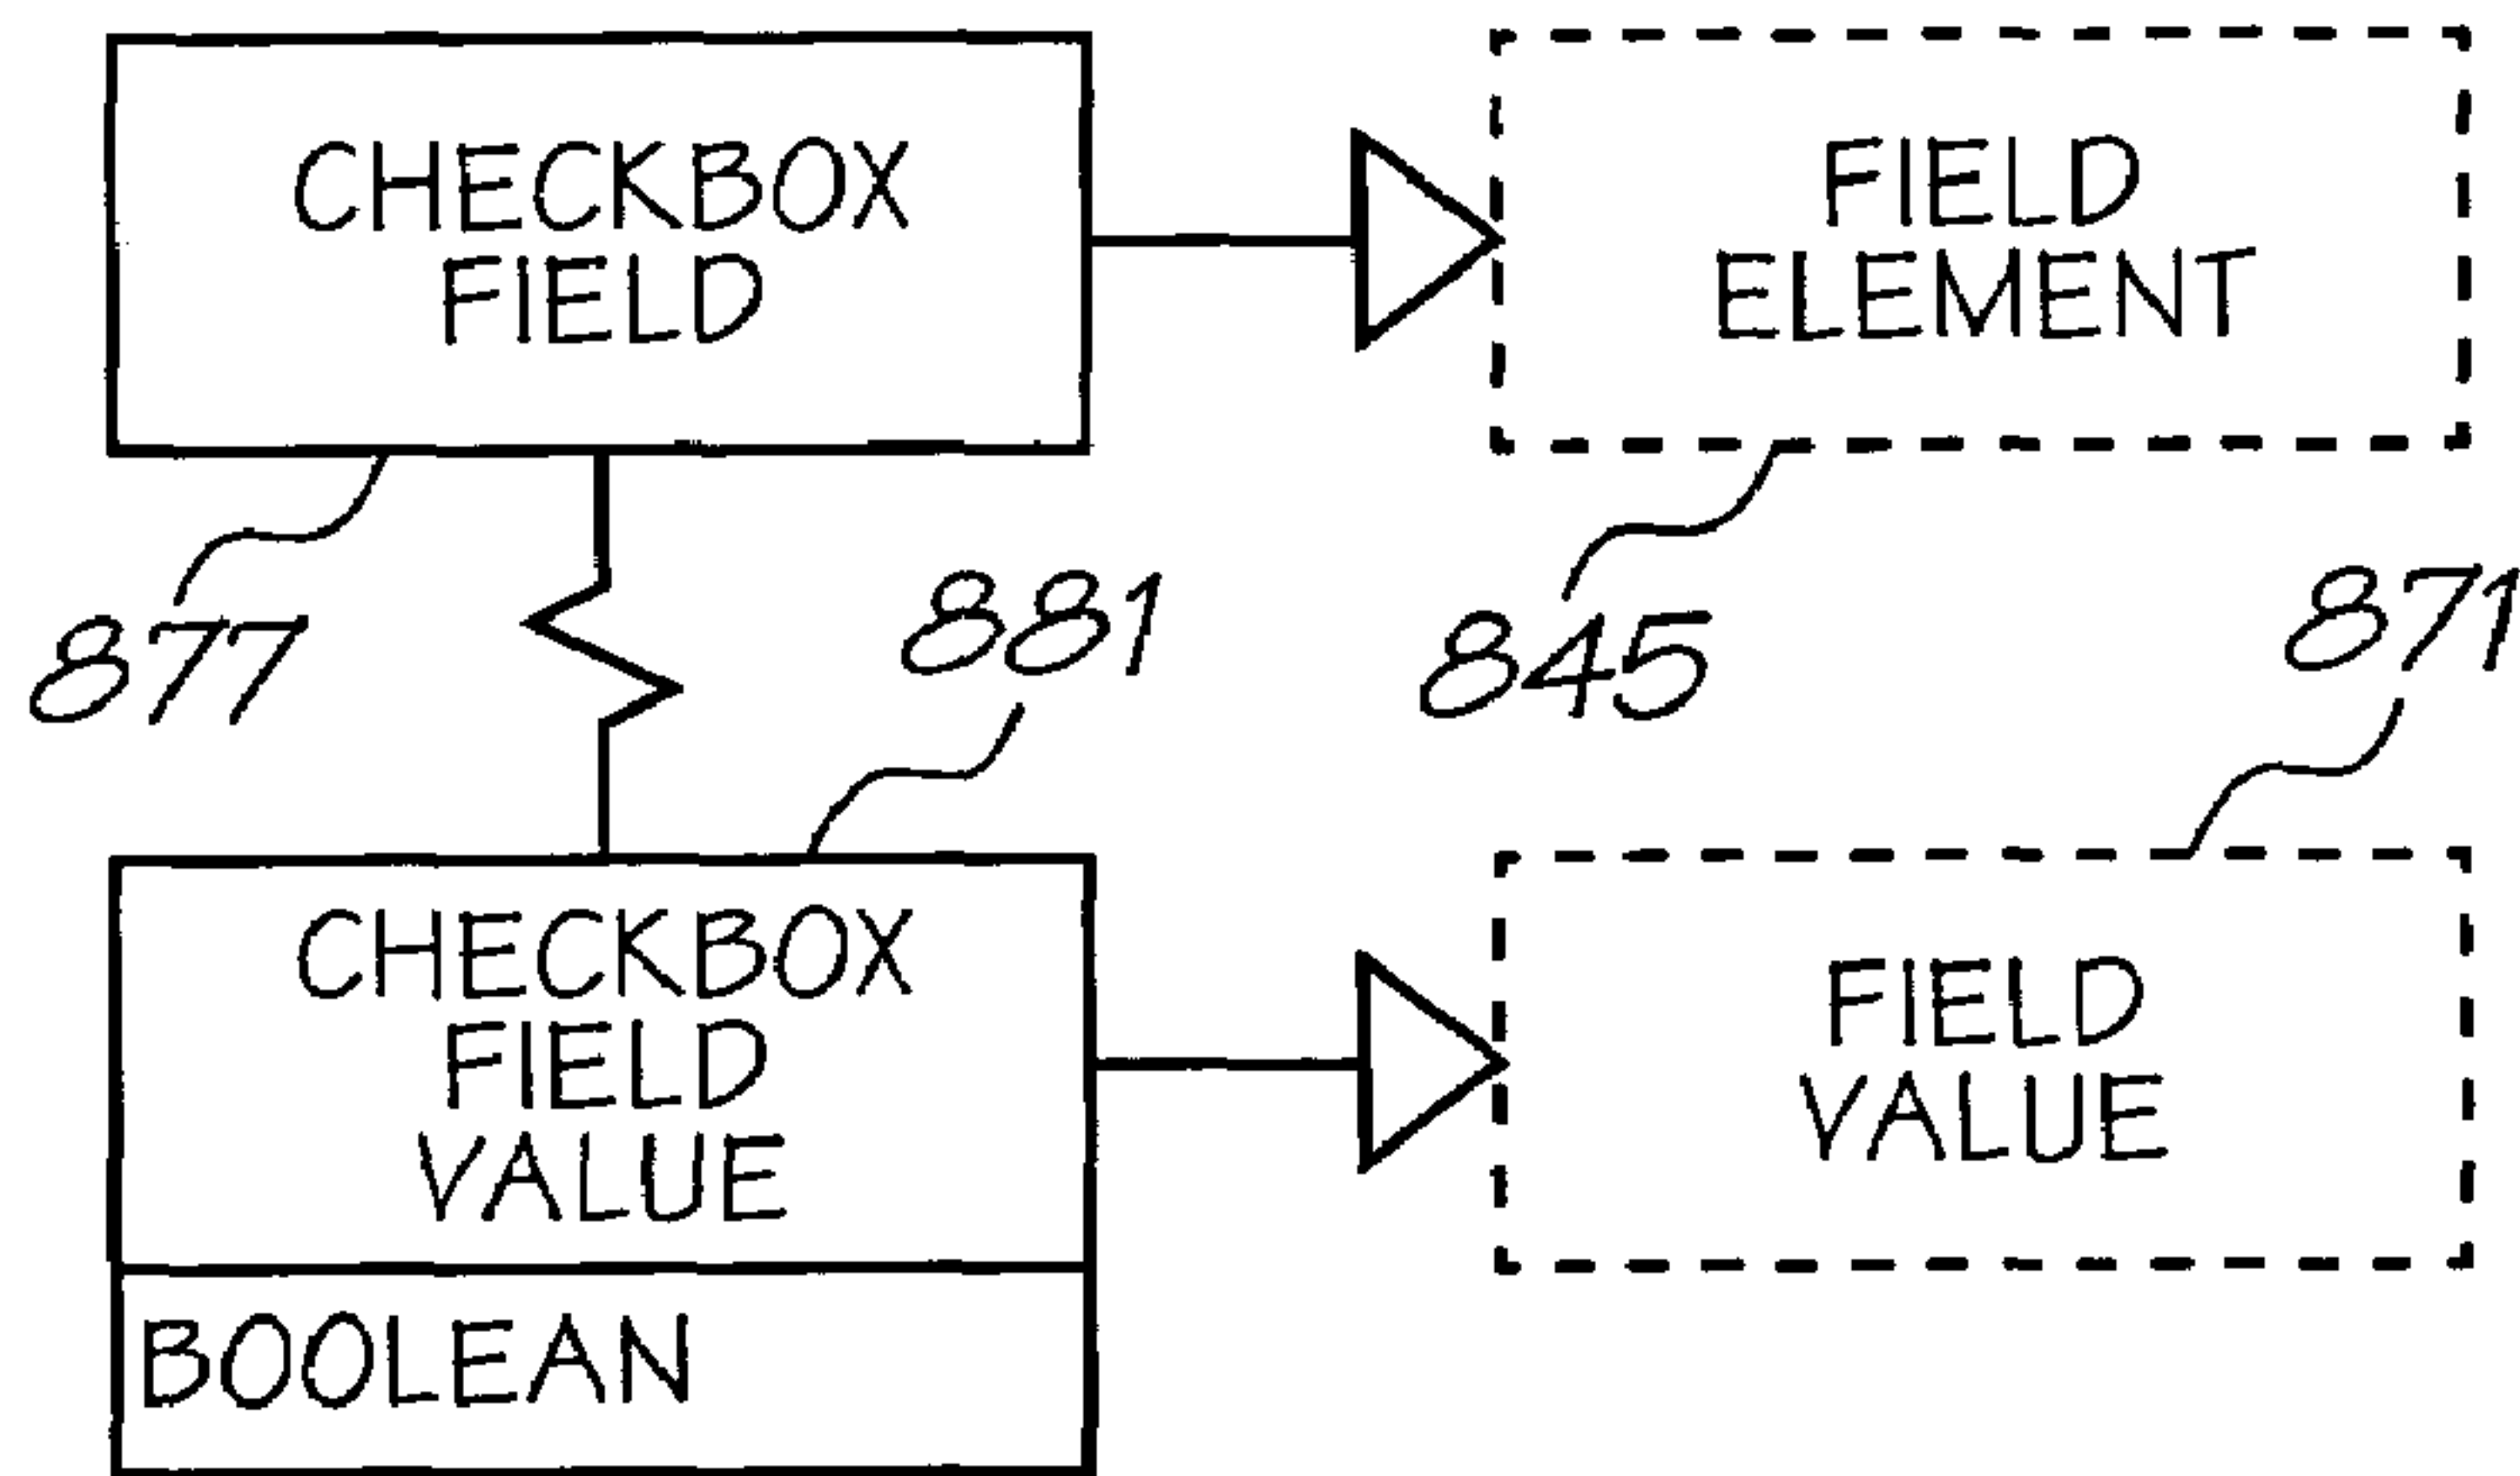 CHECKBOX
FIELD
FIELD
ELEMENT
877
881
845
871
CHECKBOX
FIELD
VALUE
FIELD
VALUE
BOOLEAN